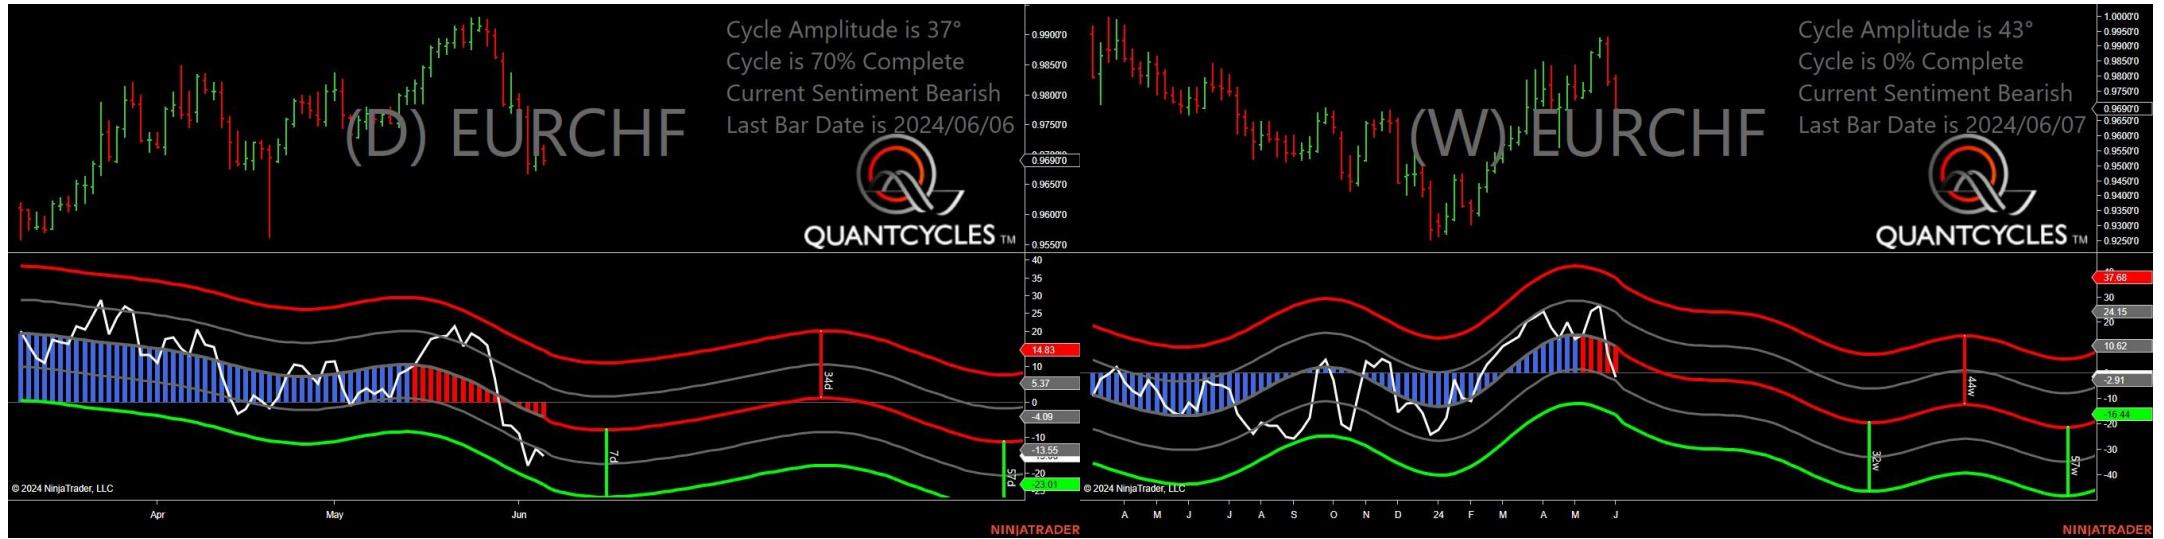 Cycle Amplitude is 37°
Cycle is 70% Complete
Current Sentiment Bearish
Last Bar Date is 2024/06/06
(D) EURCHF
QUANTCYCLES TM
0.9900'0
0.9850'0
0.9800'0
0.9750'0
0.9690'0
0.9650'0
0.9600'0
0.9550'0
40
35
30
25
20
14.83
10
5.37
0
-4.09
-10
-13.55
-20
-23.01
34d
7d
57d
© 2024 NinjaTrader, LLC
Apr
May
Jun
NINJATRADER
Cycle Amplitude is 43°
Cycle is 0% Complete
Current Sentiment Bearish
Last Bar Date is 2024/06/07
(W) EURCHF
QUANTCYCLES TM
1.0000'0
0.9950'0
0.9900'0
0.9850'0
0.9800'0
0.9750'0
0.9690'0
0.9650'0
0.9600'0
0.9550'0
0.9500'0
0.9450'0
0.9400'0
0.9350'0
0.9300'0
0.9250'0
37.68
30
24.15
20
10.62
-2.91
-10
-16.44
-20
-30
-40
44w
32w
57w
© 2024 NinjaTrader, LLC
A M J J A S O N D 24 F M A M J
NINJATRADER